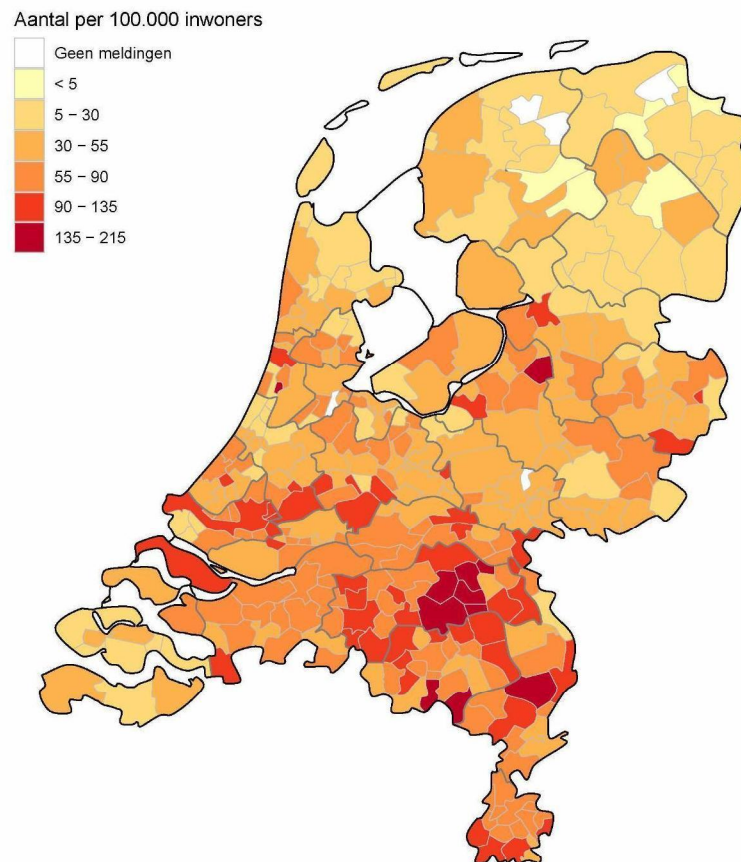 Aantal per 100.000 inwoners
Geen meldingen
< 5
5 – 30
30 – 55
55 – 90
90 – 135
135 – 215